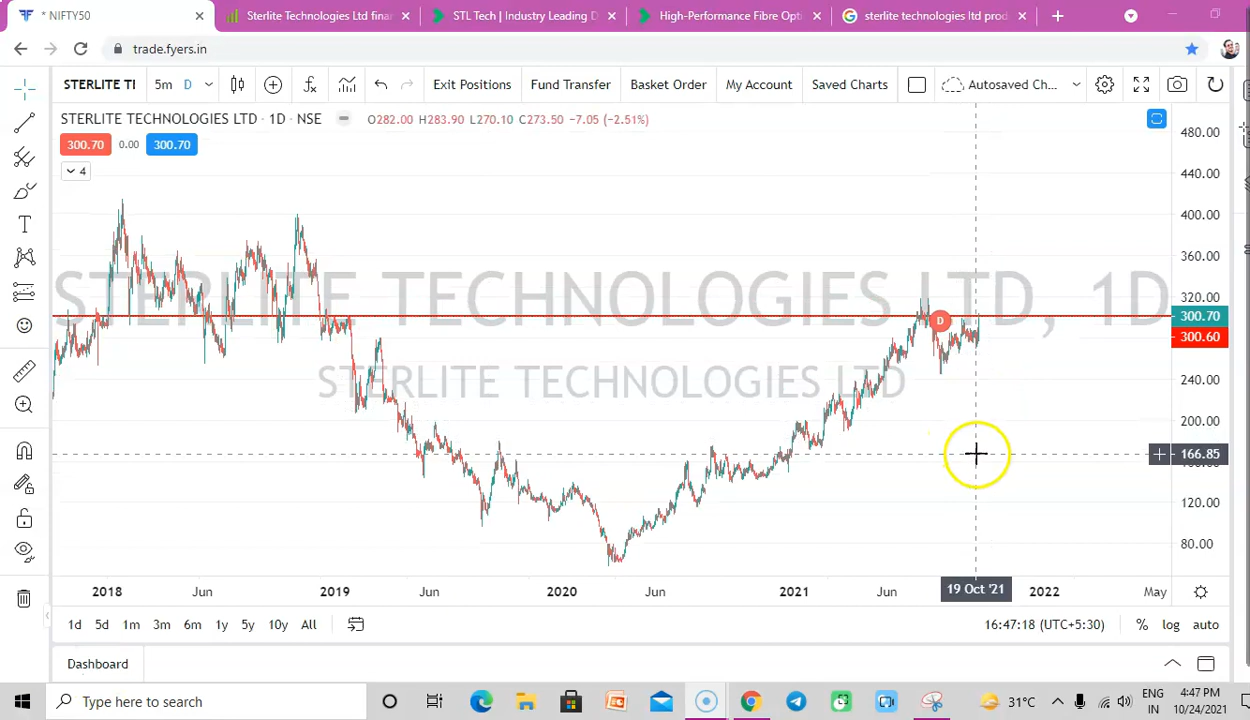 * NIFTY50
Sterlite Technologies Ltd finan
STL Tech | Industry Leading D
High-Performance Fibre Opti
sterlite technologies ltd prod
trade.fyers.in
STERLITE TI
5m
D
Exit Positions
Fund Transfer
Basket Order
My Account
Saved Charts
Autosaved Ch...
STERLITE TECHNOLOGIES LTD · 1D · NSE
O282.00 H283.90 L270.10 C273.50 -7.05 (-2.51%)
300.70
0.00
300.70
4
STERLITE TECHNOLOGIES LTD, 1D
STERLITE TECHNOLOGIES LTD
D
480.00
440.00
400.00
360.00
320.00
300.70
300.60
240.00
200.00
166.85
120.00
80.00
2018
Jun
2019
Jun
2020
Jun
2021
Jun
19 Oct '21
2022
May
1d
5d
1m
3m
6m
1y
5y
10y
All
16:47:18 (UTC+5:30)
%
log
auto
Dashboard
Type here to search
31°C
ENG
IN
4:47 PM
10/24/2021